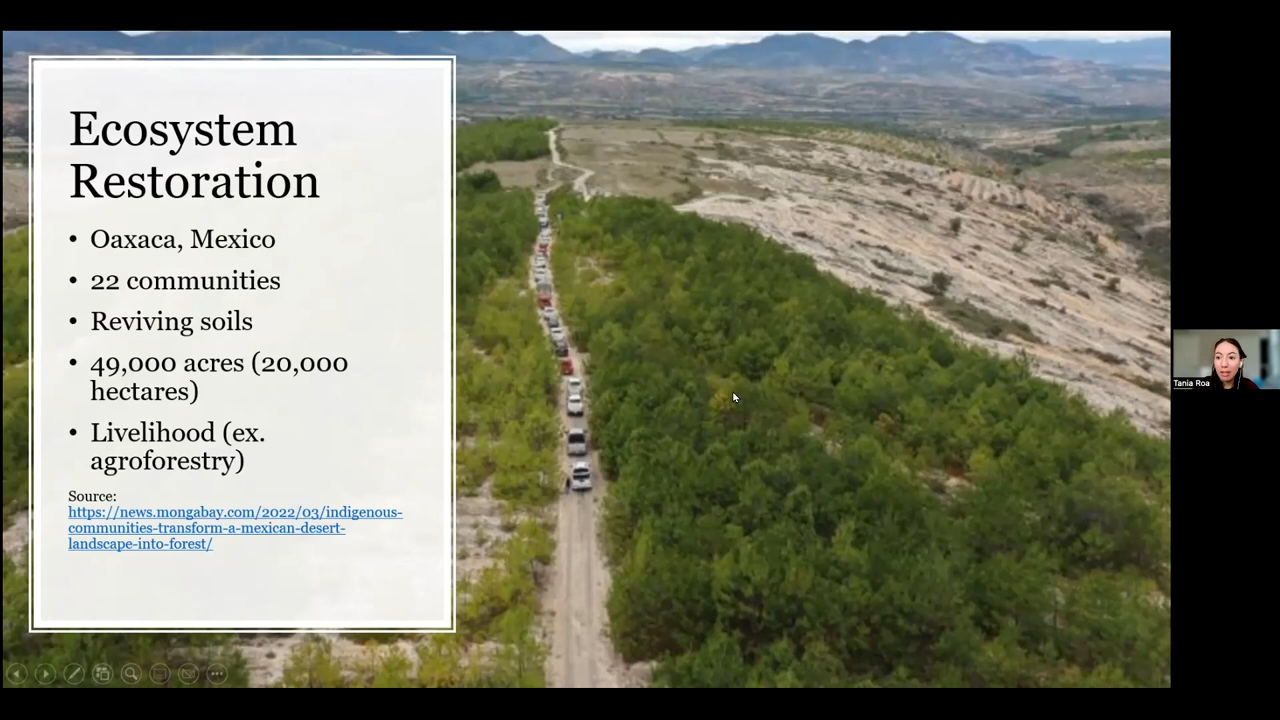 Ecosystem
Restoration
• Oaxaca, Mexico
• 22 communities
• Reviving soils
• 49,000 acres (20,000
hectares)
• Livelihood (ex.
agroforestry)
Source:
https://news.mongabay.com/2022/03/indigenous-
communities-transform-a-mexican-desert-
landscape-into-forest/
Tania Roa